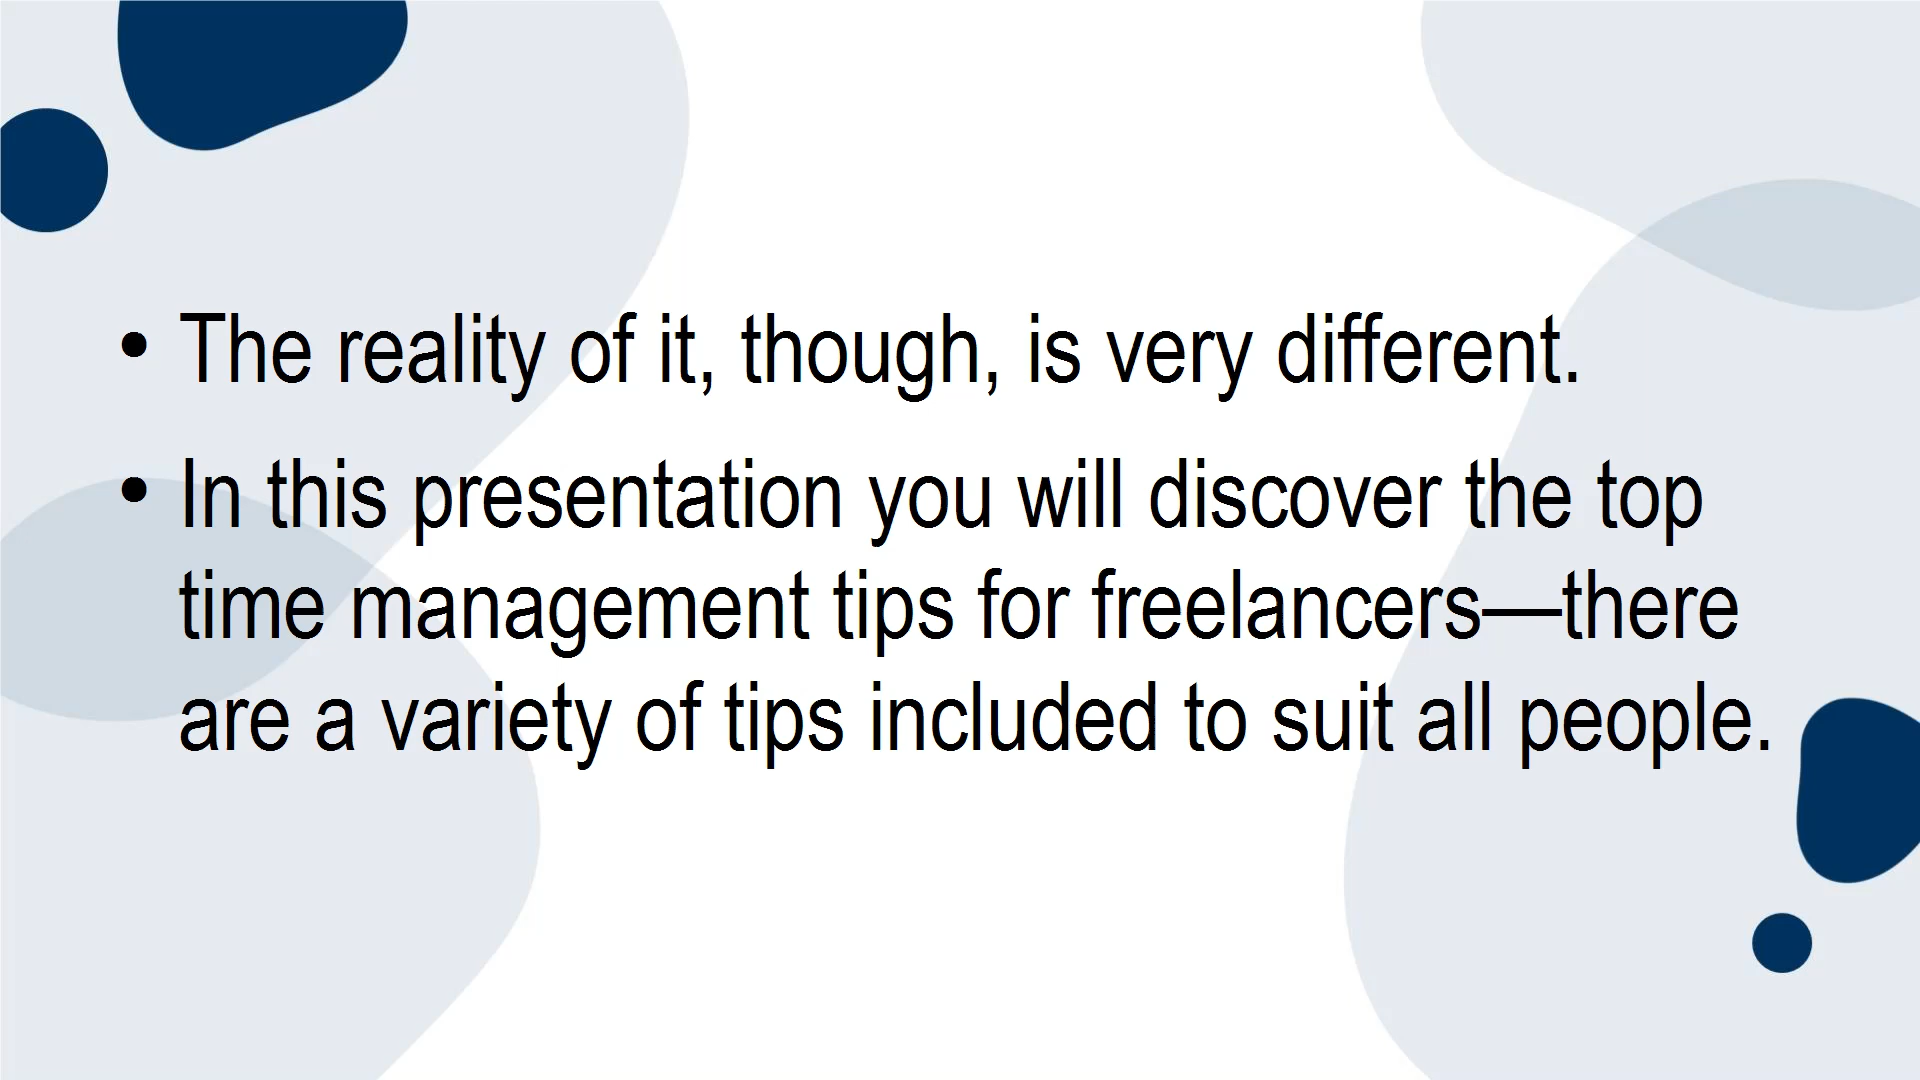 • The reality of it, though, is very different.
• In this presentation you will discover the top
time management tips for freelancers—there
are a variety of tips included to suit all people.